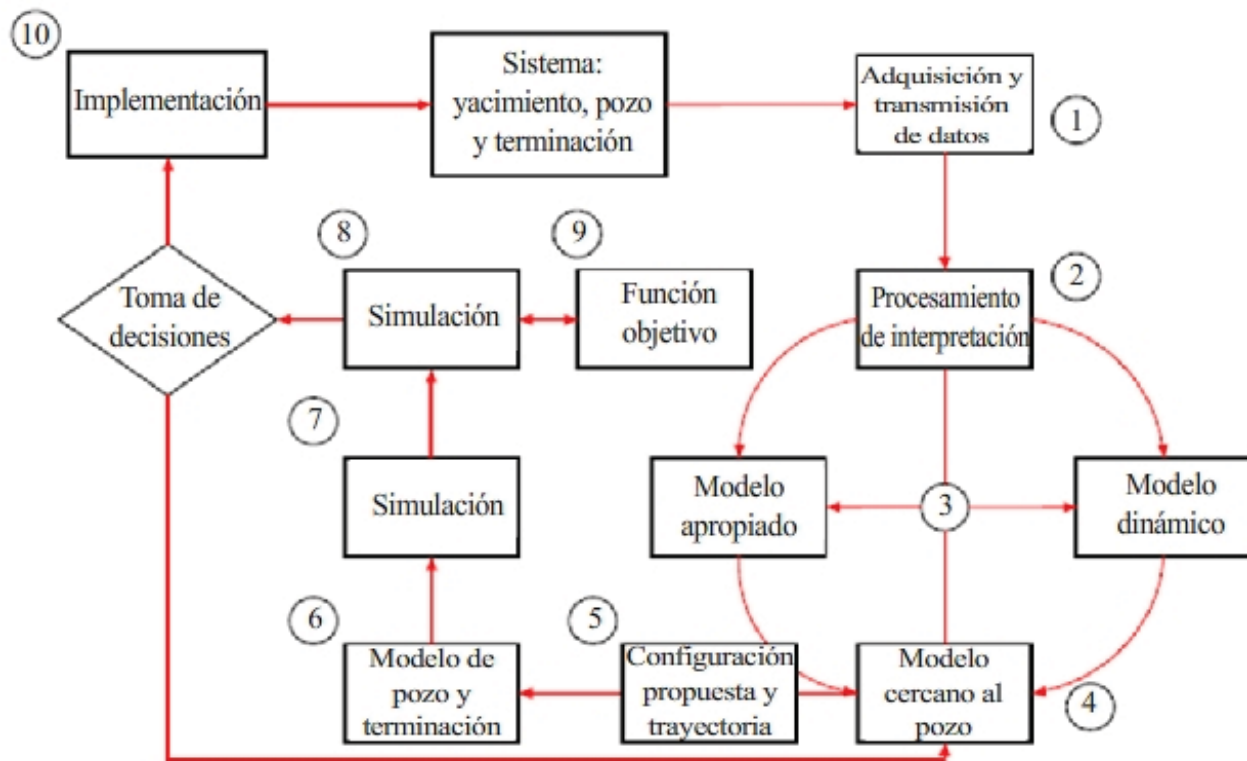 10
Implementación
Sistema:
yacimiento, pozo
y terminación
Adquisición y
transmisión
de datos
1
8
9
2
Toma de
decisiones
Simulación
Función
objetivo
Procesamiento
de interpretación
7
Simulación
Modelo
apropiado
3
Modelo
dinámico
6
5
Modelo de
pozo y
terminación
Configuración
propuesta y
trayectoria
Modelo
cercano al
pozo
4